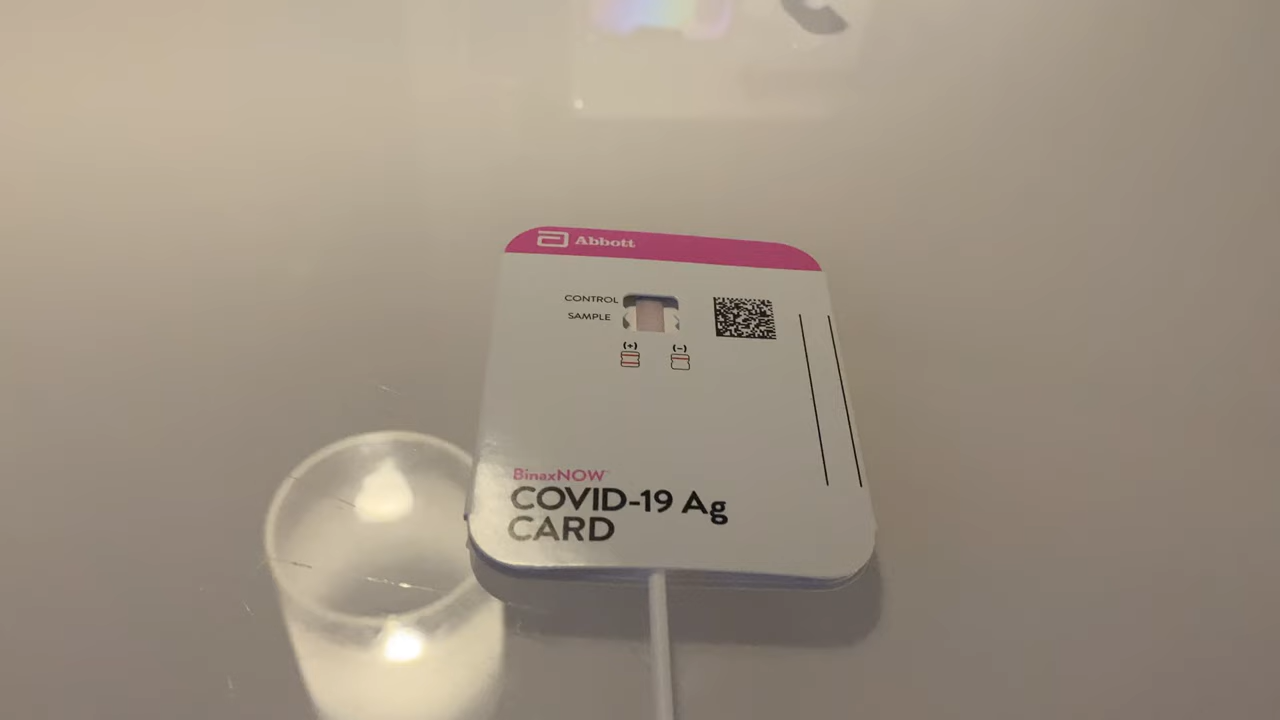 Abbott
CONTROL
SAMPLE
(+) (-)
BinaxNOW™
COVID-19 Ag
CARD